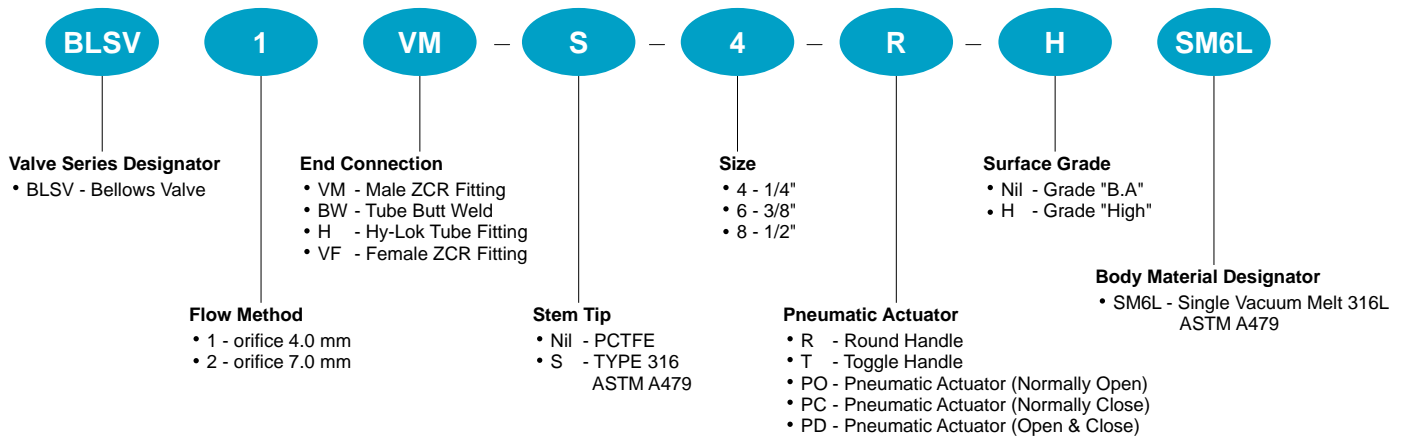 BLSV 1 VM – S – 4 – R – H SM6L
Valve Series Designator
• BLSV - Bellows Valve
End Connection
• VM - Male ZCR Fitting
• BW - Tube Butt Weld
• H - Hy-Lok Tube Fitting
• VF - Female ZCR Fitting
Size
• 4 - 1/4"
• 6 - 3/8"
• 8 - 1/2"
Surface Grade
• Nil - Grade "B.A"
• H - Grade "High"
Body Material Designator
• SM6L - Single Vacuum Melt 316L
ASTM A479
Flow Method
• 1 - orifice 4.0 mm
• 2 - orifice 7.0 mm
Stem Tip
• Nil - PCTFE
• S - TYPE 316
ASTM A479
Pneumatic Actuator
• R - Round Handle
• T - Toggle Handle
• PO - Pneumatic Actuator (Normally Open)
• PC - Pneumatic Actuator (Normally Close)
• PD - Pneumatic Actuator (Open & Close)